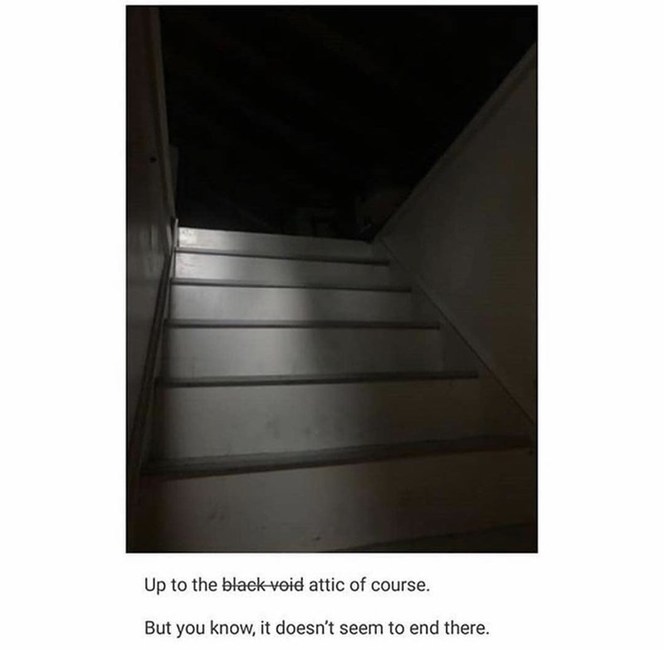 Up to the black void attic of course.
But you know, it doesn’t seem to end there.